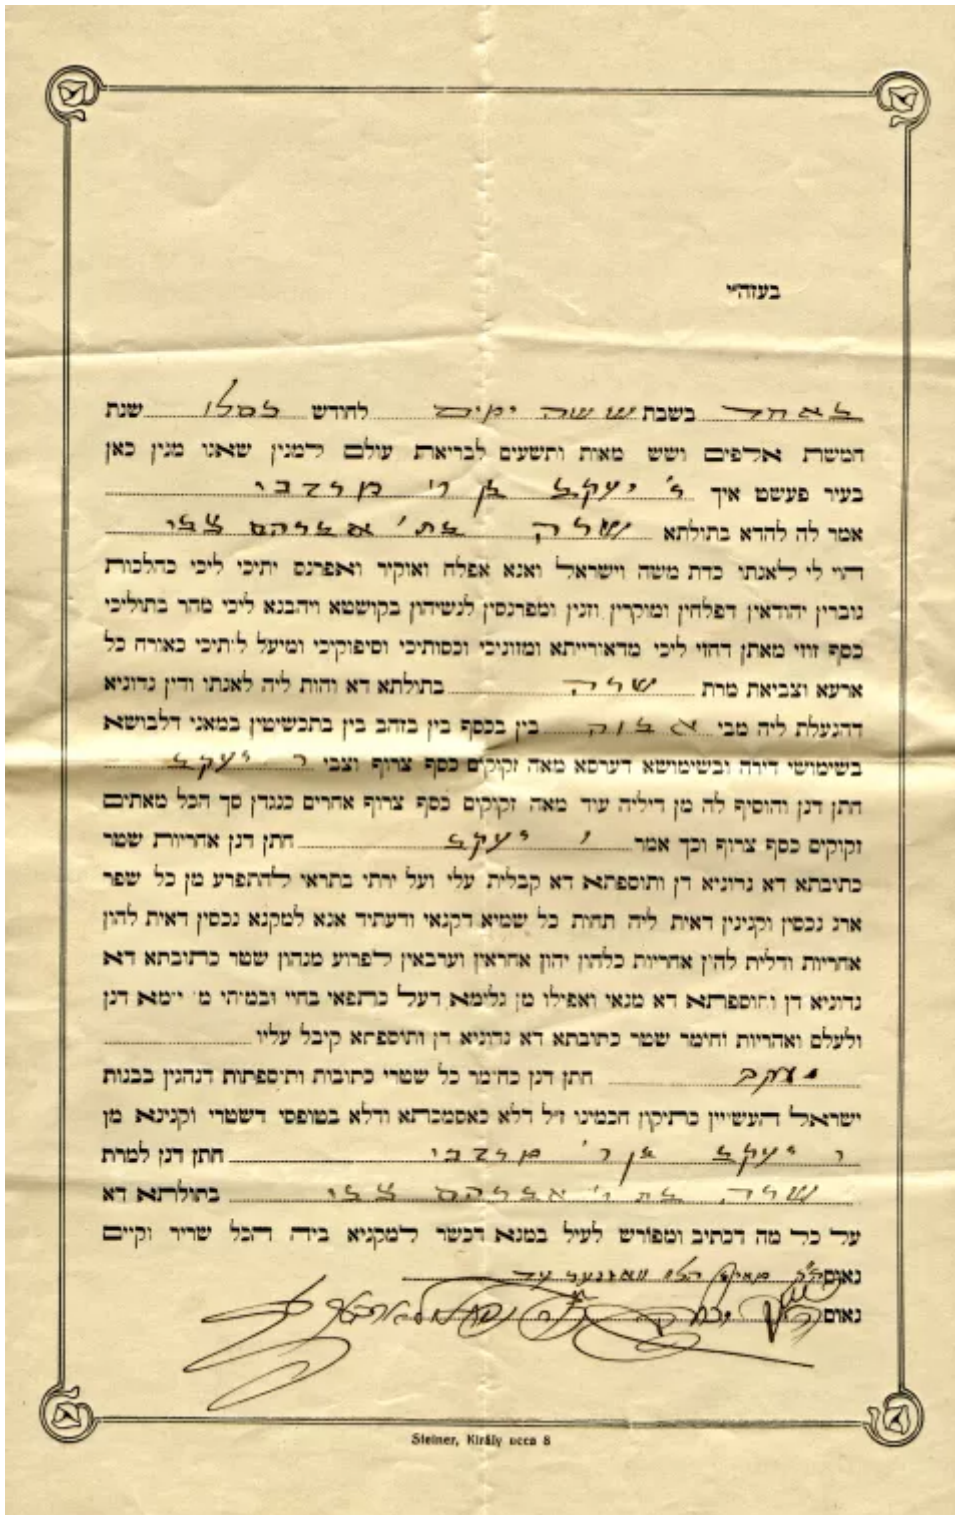 בעזה״י
באחד בשבת ששה ימים לחודש כסלו שנת
חמשת אלפים ושש מאות ותשעים לבריאת עולם למנין שאנו מנין כאן
בעיר פעשט איך ר' יעקב בן ר' מרדכי
אמר לה להדא בתולתא שרה בת ר' אברהם צבי
הוי לי לאנתו כדת משה וישראל ואנא אפלח ואוקיר ואפרנס יתיכי ליכי כהלכות
גוברין יהודאין דפלחין ומוקרין וזנין ומפרנסין לנשיהון בקושטא ויהבנא ליכי מהר בתוליכי
כסף זוזי מאתן דחזי ליכי מדאורייתא ומזוניכי וכסותיכי וסיפוקיכי ומיעל לותיכי כאורח כל
ארעא וצביאת מרת שרה בתולתא דא והות ליה לאנתו ודין נדוניא
דהנעלת ליה מבי אבוה בין בכסף בין בזהב בין בתכשיטין במאני דלבושא
בשימושי דירה ובשימושא דערסא מאה זקוקים כסף צרוף וצבי ר יעקב
חתן דנן והוסיף לה מן דיליה עוד מאה זקוקים כסף צרוף אחרים כנגדן סך הכל מאתים
זקוקים כסף צרוף וכך אמר ר יעקב חתן דנן אחריות שטר
כתובתא דא נדוניא דן ותוספתא דא קבלית עלי ועל ירתי בתראי להתפרע מן כל שפר
ארג נכסין וקנינין דאית ליה תחות כל שמיא דקנאי ודעתיד אנא למקנא נכסין דאית להון
אחריות ודלית להון אחריות כלהון יהון אחראין וערבאין לפרוע מנהון שטר כתובתא דא
נדוניא דן ותוספתא דא מנאי ואפילו מן גלימא דעל כתפאי בחיי ובמותי מן יומא דנן
ולעלם ואחריות וחומר שטר כתובתא דא נדוניא דן ותוספתא קיבל עליו
יעקב חתן דנן כחומר כל שטרי כתובות ותוספתות דנהגין בבנות
ישראל העשויין כתיקון חכמינו ז״ל דלא כאסמכתא ודלא בטופסי דשטרי וקנינא מן
ר יעקב בן ר' מרדכי חתן דנן למרת
שרה בת ר' אברהם צבי בתולתא דא
על כל מה דכתיב ומפורש לעיל במנא דכשר למקניא ביה הכל שריר וקיים
נאום הלוי עד
נאום
Steiner, Király ucca 8